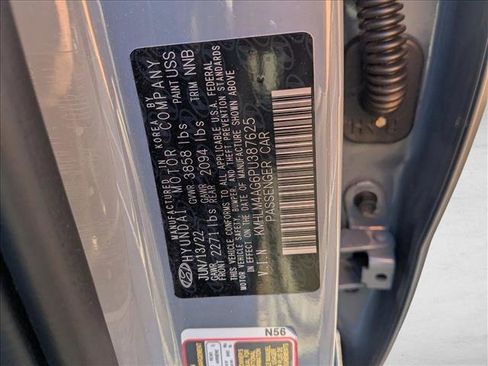 MANUFACTURED IN KOREA BY
HYUNDAI MOTOR COMPANY
JUN/13/22 GVWR 3858 lbs PAINT USS
GAWR FRONT 2271 lbs GAWR REAR 2094 lbs TRIM NNB
THIS VEHICLE CONFORMS TO ALL APPLICABLE U.S.A. FEDERAL
MOTOR VEHICLE SAFETY, BUMPER, AND THEFT PREVENTION STANDARDS
IN EFFECT ON THE DATE OF MANUFACTURE SHOWN ABOVE
V.I.N KMHLM4AG6PU387625
PASSENGER CAR
N56